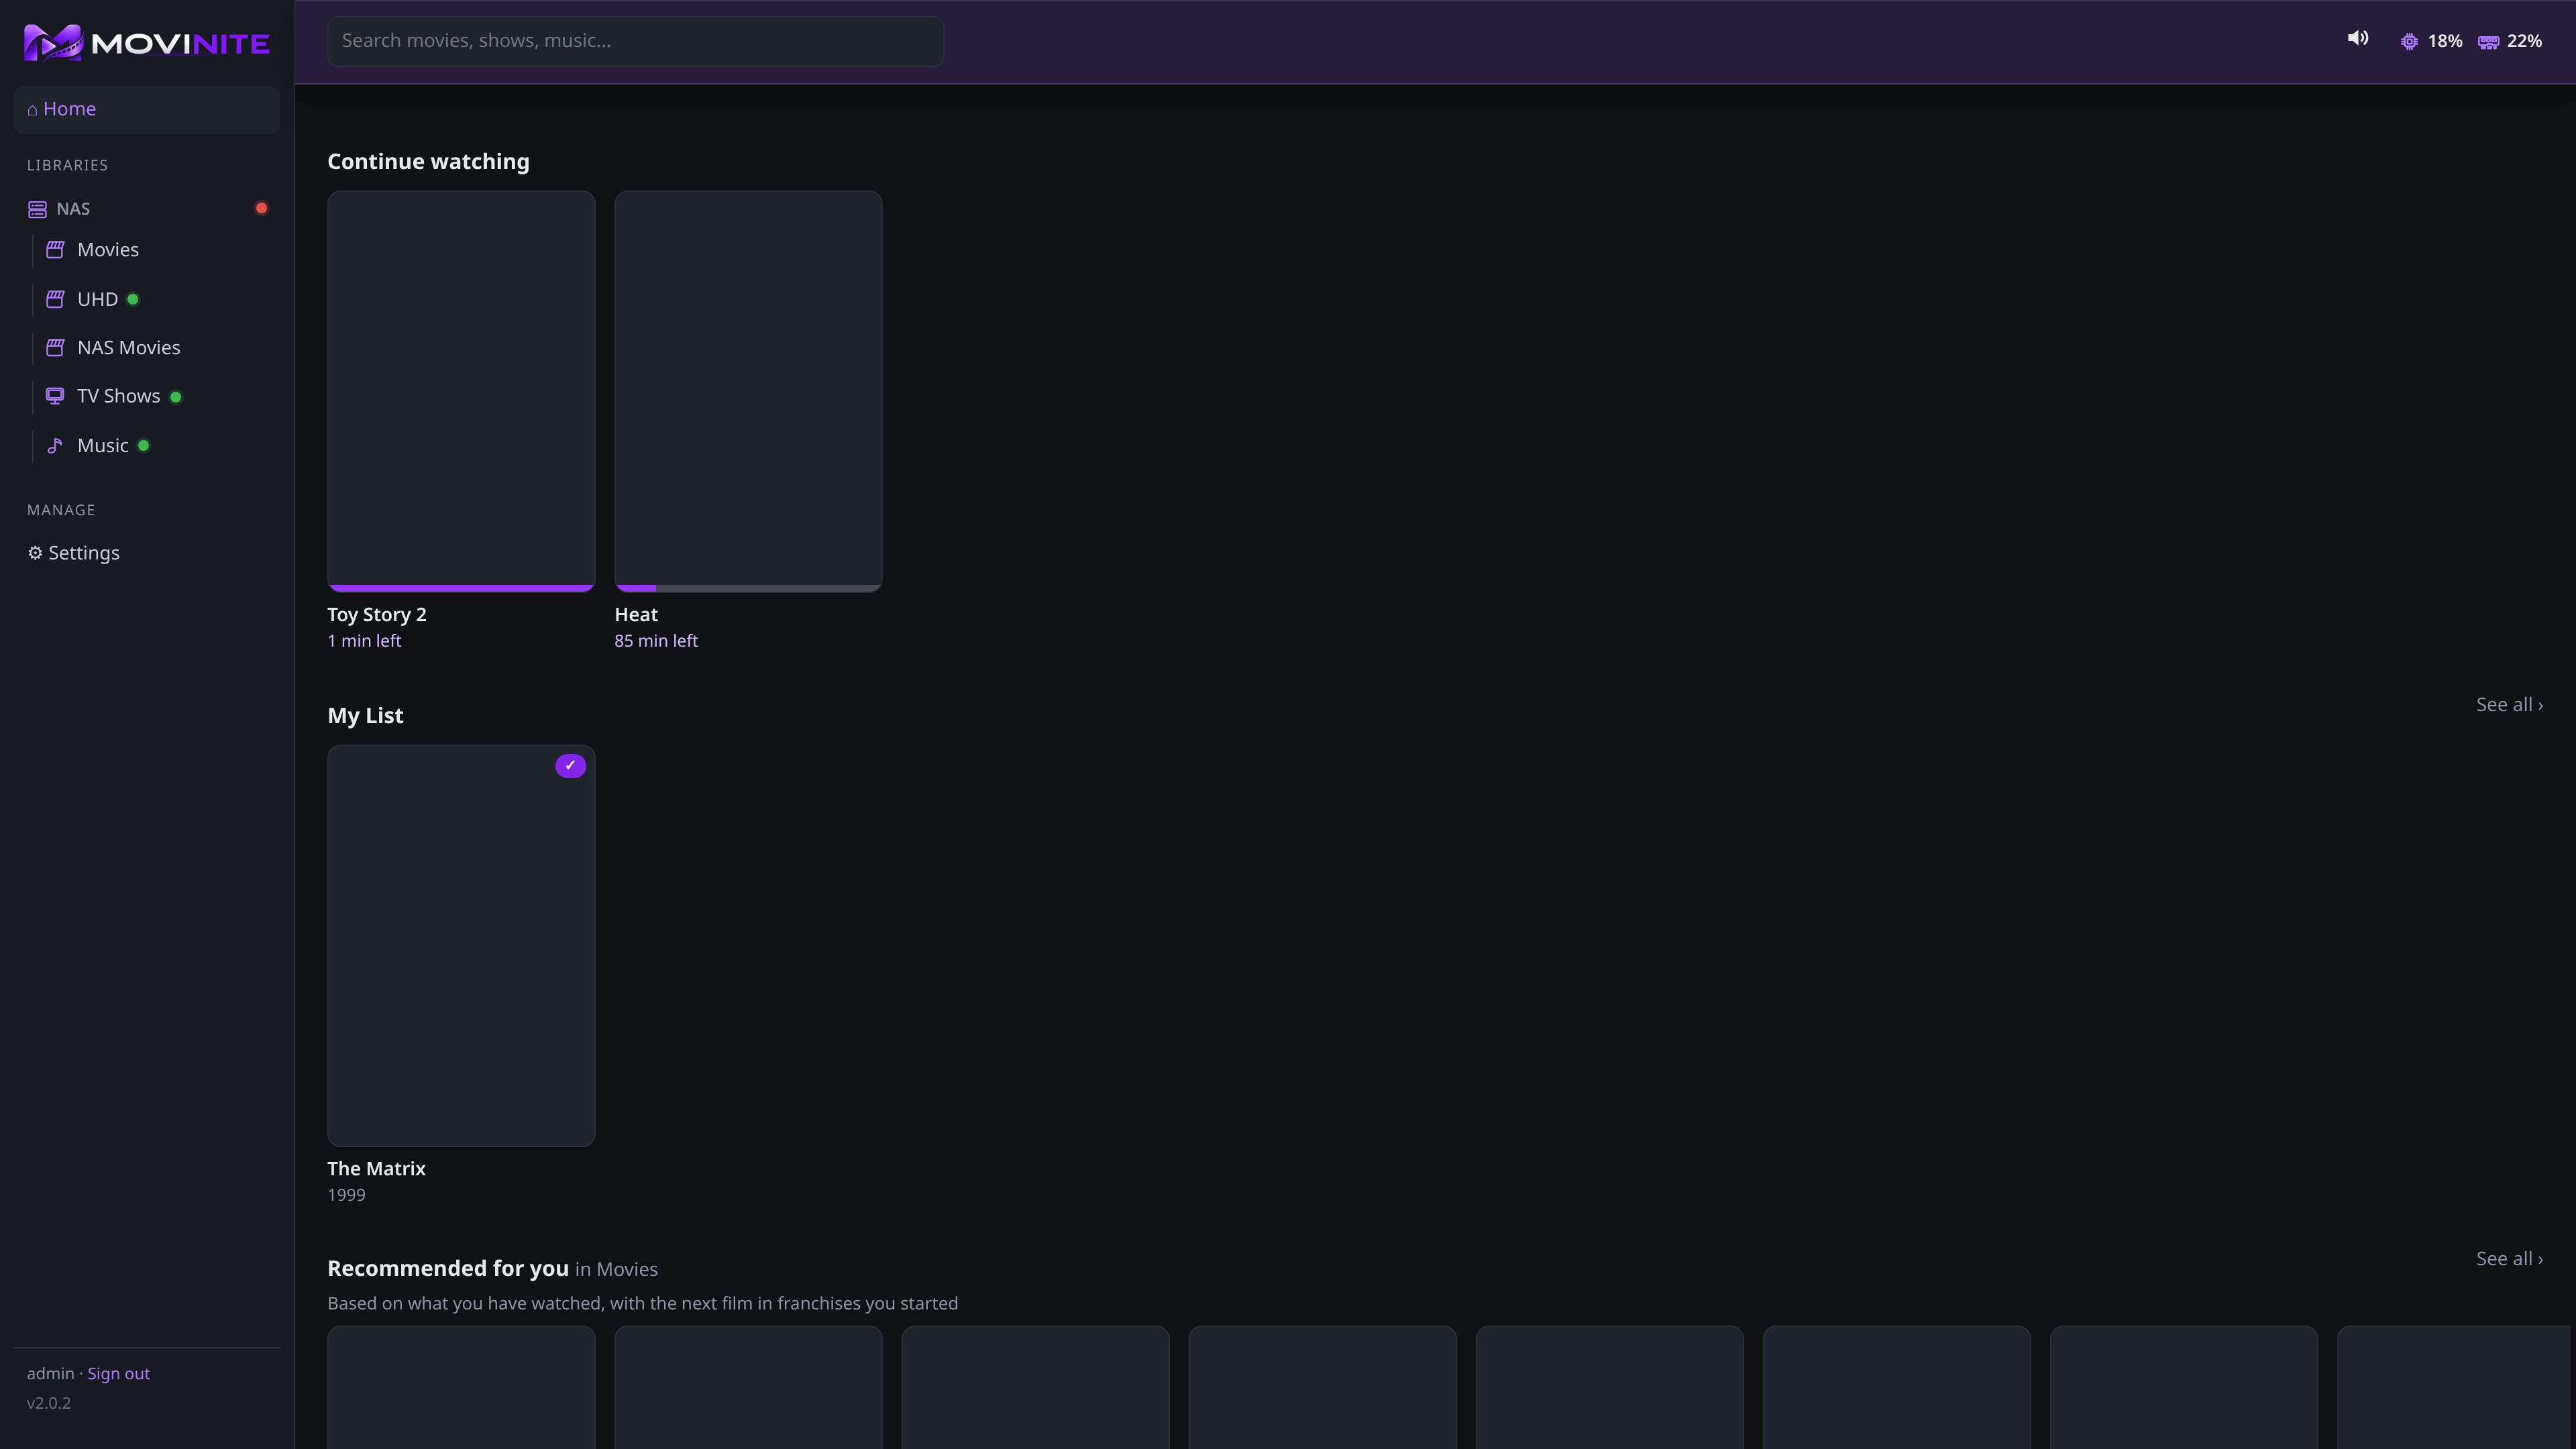 MOVINITE
Search movies, shows, music...
18% 22%
⌂ Home
LIBRARIES
NAS
Movies
UHD
NAS Movies
TV Shows
Music
MANAGE
⚙ Settings
admin · Sign out
v2.0.2
Continue watching
Toy Story 2
1 min left
Heat
85 min left
My List
See all ›
✓
The Matrix
1999
Recommended for you in Movies
See all ›
Based on what you have watched, with the next film in franchises you started